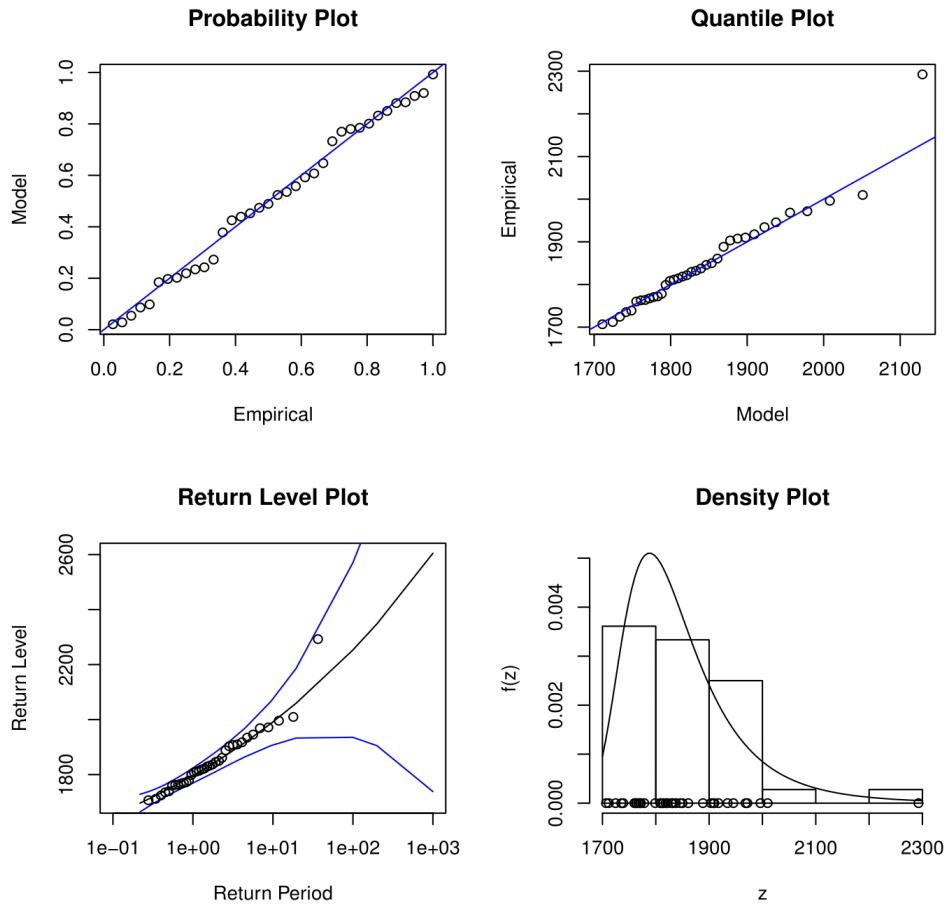 Probability Plot
Model
0.0 0.2 0.4 0.6 0.8 1.0
0.0 0.2 0.4 0.6 0.8 1.0
Empirical
Quantile Plot
Empirical
1700 1900 2100 2300
1700 1800 1900 2000 2100
Model
Return Level Plot
Return Level
1800 2200 2600
1e−01 1e+00 1e+01 1e+02 1e+03
Return Period
Density Plot
f(z)
0.000 0.002 0.004
1700 1900 2100 2300
z